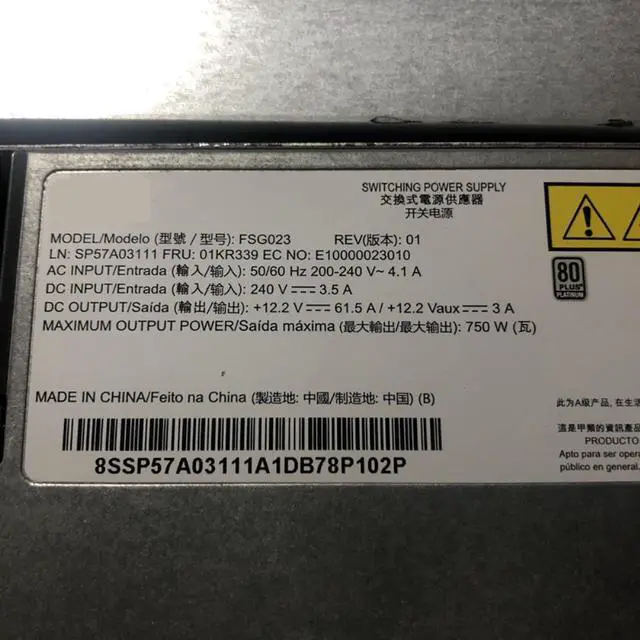 SWITCHING POWER SUPPLY
交換式電源供應器
开关电源
MODEL/Modelo (型號 / 型号): FSG023 REV(版本): 01
LN: SP57A03111 FRU: 01KR339 EC NO: E10000023010
AC INPUT/Entrada (輸入/输入): 50/60 Hz 200-240 V~ 4.1 A
DC INPUT/Entrada (輸入/输入): 240 V⎓ 3.5 A
DC OUTPUT/Saída (輸出/输出): +12.2 V⎓ 61.5 A / +12.2 Vaux⎓ 3 A
MAXIMUM OUTPUT POWER/Saída máxima (最大輸出/最大输出): 750 W (瓦)
80
PLUS
PLATINUM
MADE IN CHINA/Feito na China (製造地: 中國/制造地: 中国) (B)
8SSP57A03111A1DB78P102P
此为A级产品, 在生活
這是甲類的資訊產品
PRODUCTO
Apto para ser opera
público en general.